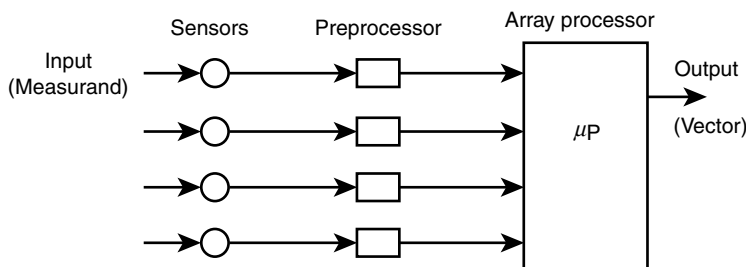 Sensors
Preprocessor
Array processor
Input
(Measurand)
Output
(Vector)
μP